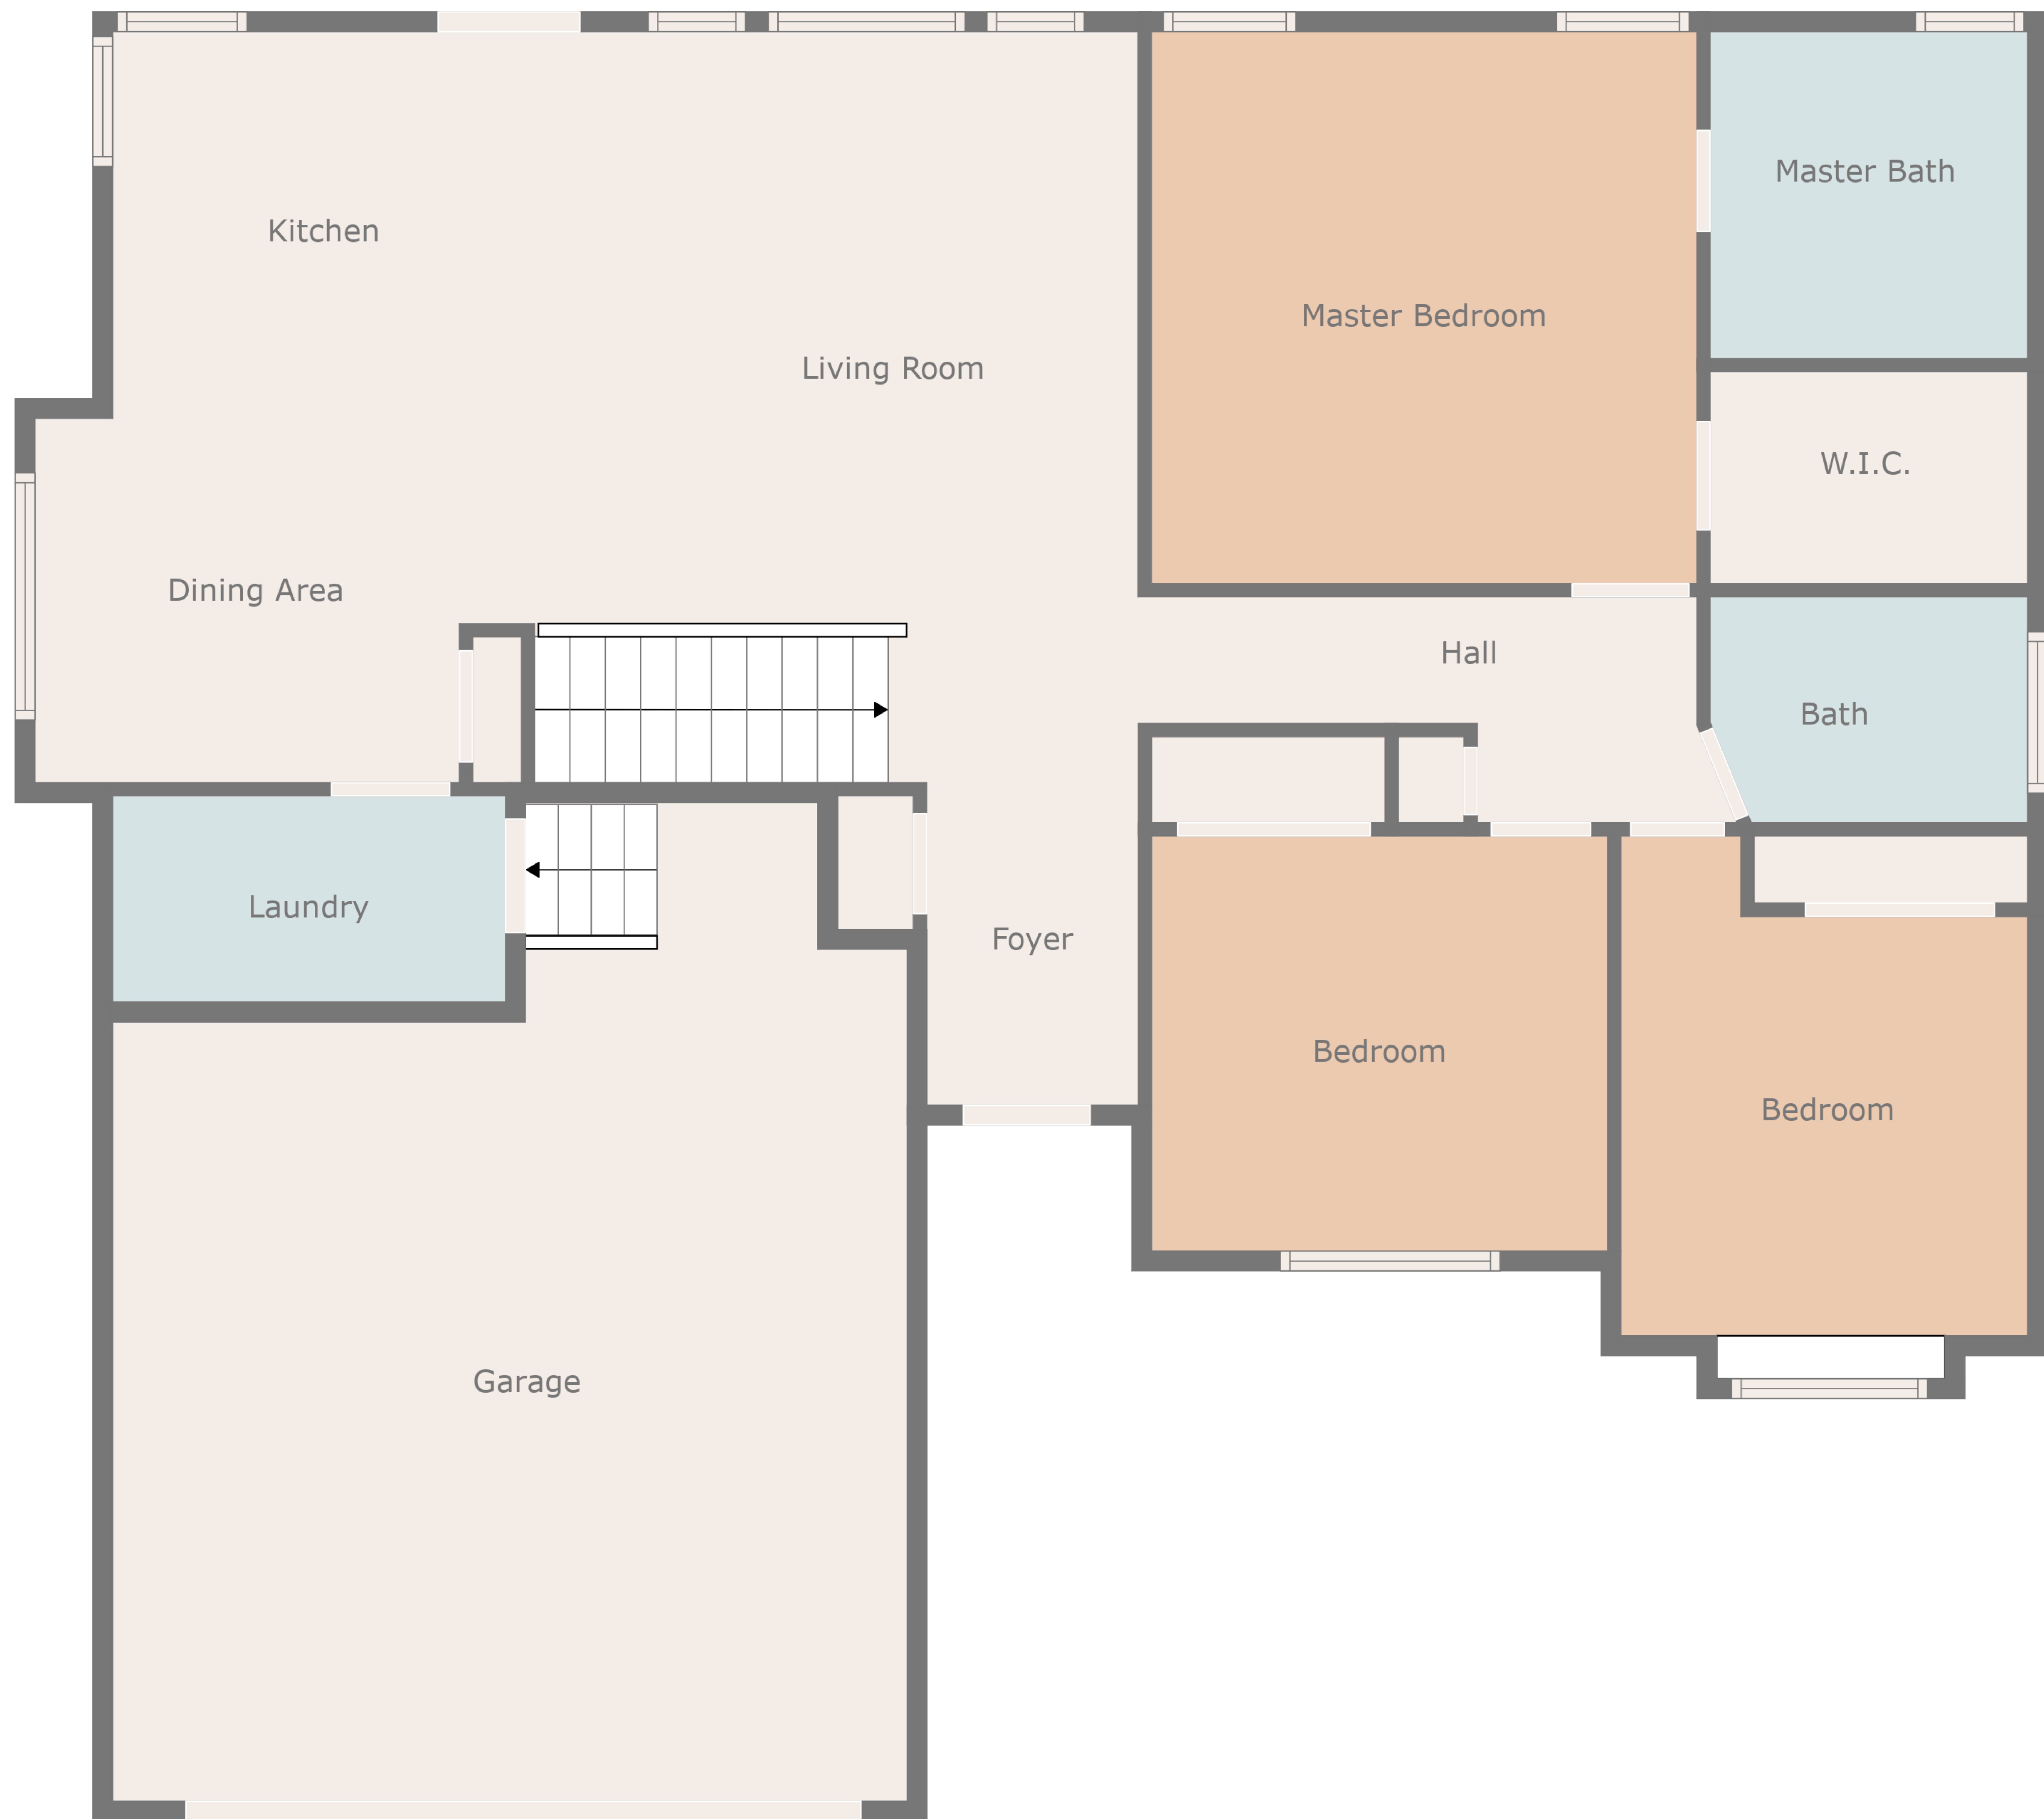 Master Bath
Kitchen
Master Bedroom
Living Room
W.I.C.
Dining Area
Hall
Bath
Laundry
Foyer
Bedroom
Bedroom
Garage